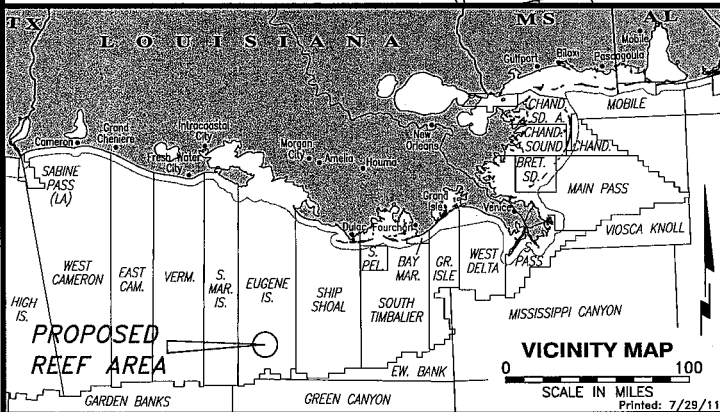 TX
LOUISIANA
MS
AL
Mobile
Biloxi
Gulfport
Pascagoula
MOBILE
CHAND.
SD. A.
CHAND.
SOUND
CHAND.
BRET.
SD.
MAIN PASS
VIOSCA KNOLL
Cameron
Grand
Cheniere
Intracoastal
City
Fresh Water
City
Morgan
City
Amelia
Houma
New
Orleans
Grand
Isle
Venice
Dulac
Fourchon
SABINE
PASS
(LA)
WEST
CAMERON
EAST
CAM.
VERM.
S.
MAR.
IS.
EUGENE
IS.
SHIP
SHOAL
S.
PEL.
BAY
MAR.
GR.
ISLE
WEST
DELTA
S.
PASS
SOUTH
TIMBALIER
MISSISSIPPI CANYON
HIGH
IS.
PROPOSED
REEF AREA
EW. BANK
GARDEN BANKS
GREEN CANYON
VICINITY MAP
0 100
SCALE IN MILES
Printed: 7/29/11